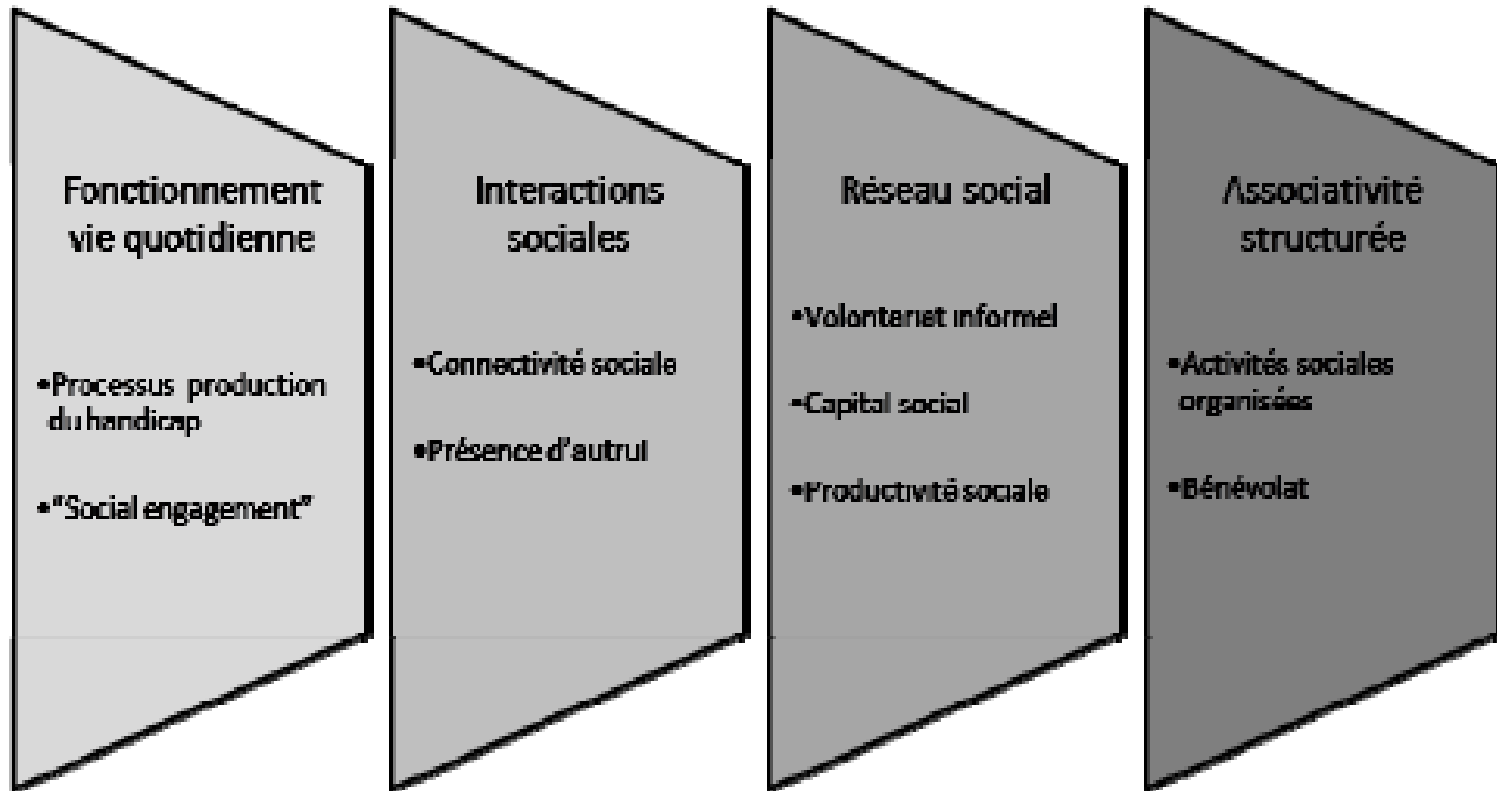 Fonctionnement
vie quotidienne
•Processus production
du handicap
•"Social engagement"
Interactions
sociales
•Connectivité sociale
•Présence d'autrui
Réseau social
•Volontariat informel
•Capital social
•Productivité sociale
Associativité
structurée
•Activités sociales
organisées
•Bénévolat